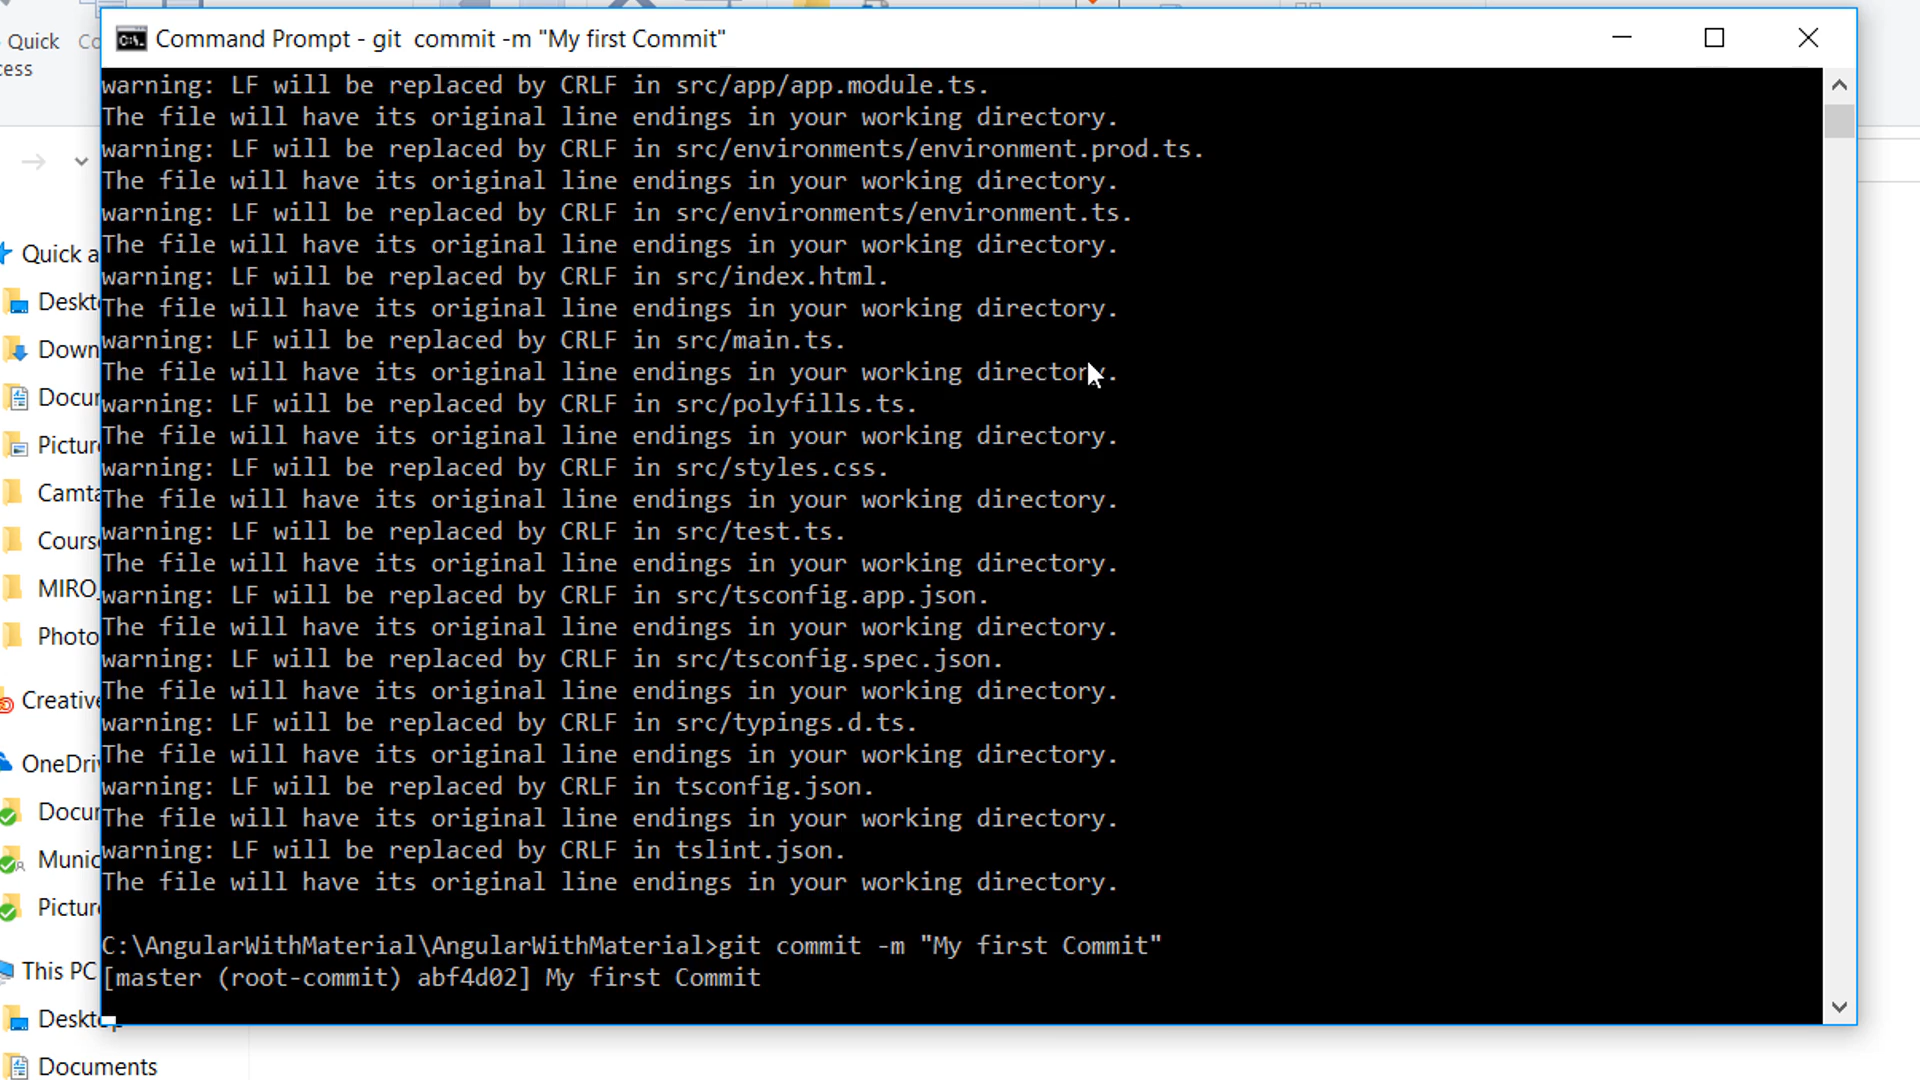 Command Prompt - git  commit -m "My first Commit"
Quick
warning: LF will be replaced by CRLF in src/app/app.module.ts.
The file will have its original line endings in your working directory.
warning: LF will be replaced by CRLF in src/environments/environment.prod.ts.
The file will have its original line endings in your working directory.
warning: LF will be replaced by CRLF in src/environments/environment.ts.
The file will have its original line endings in your working directory.
warning: LF will be replaced by CRLF in src/index.html.
The file will have its original line endings in your working directory.
warning: LF will be replaced by CRLF in src/main.ts.
The file will have its original line endings in your working directory.
warning: LF will be replaced by CRLF in src/polyfills.ts.
The file will have its original line endings in your working directory.
warning: LF will be replaced by CRLF in src/styles.css.
The file will have its original line endings in your working directory.
warning: LF will be replaced by CRLF in src/test.ts.
The file will have its original line endings in your working directory.
warning: LF will be replaced by CRLF in src/tsconfig.app.json.
The file will have its original line endings in your working directory.
warning: LF will be replaced by CRLF in src/tsconfig.spec.json.
The file will have its original line endings in your working directory.
warning: LF will be replaced by CRLF in src/typings.d.ts.
The file will have its original line endings in your working directory.
warning: LF will be replaced by CRLF in tsconfig.json.
The file will have its original line endings in your working directory.
warning: LF will be replaced by CRLF in tslint.json.
The file will have its original line endings in your working directory.
C:\AngularWithMaterial\AngularWithMaterial>git commit -m "My first Commit"
[master (root-commit) abf4d02] My first Commit
cess
Quick a
Deskto
Down
Docun
Picture
Camta
Course
MIRO_
Photo
Creative
OneDriv
Docun
Munic
Picture
This PC
Desktop
Documents